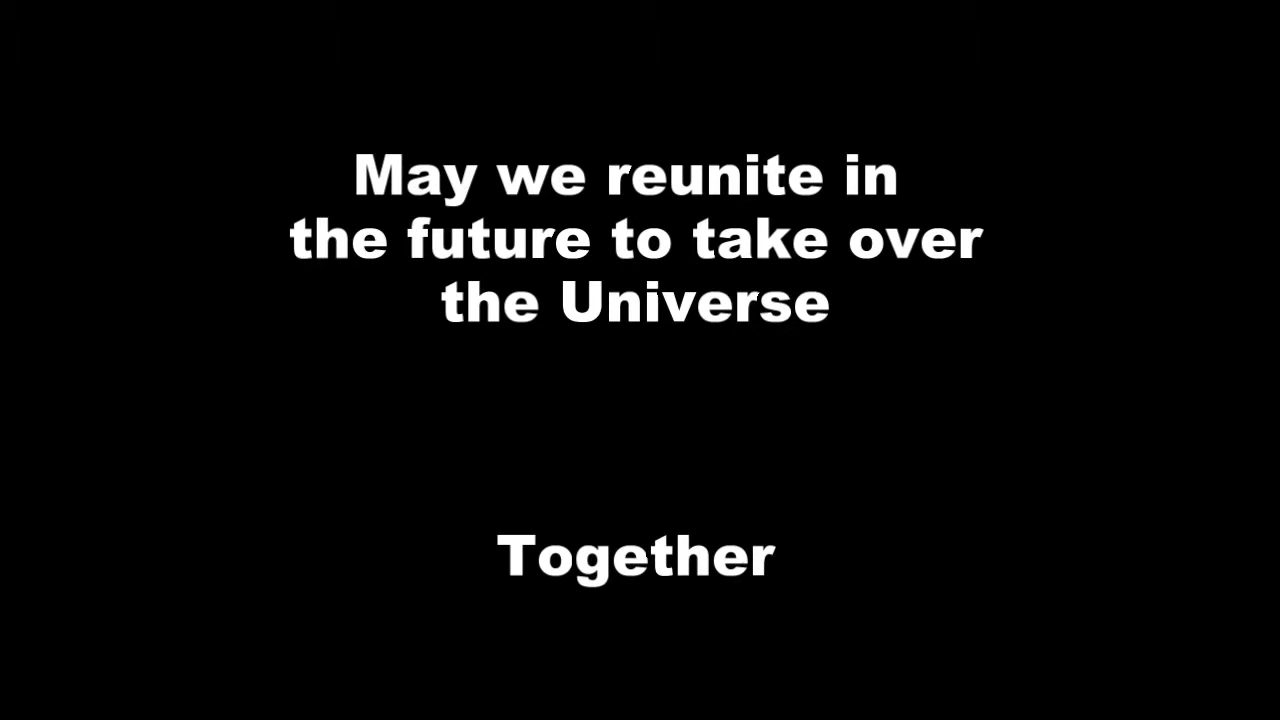 May we reunite in
the future to take over
the Universe
Together